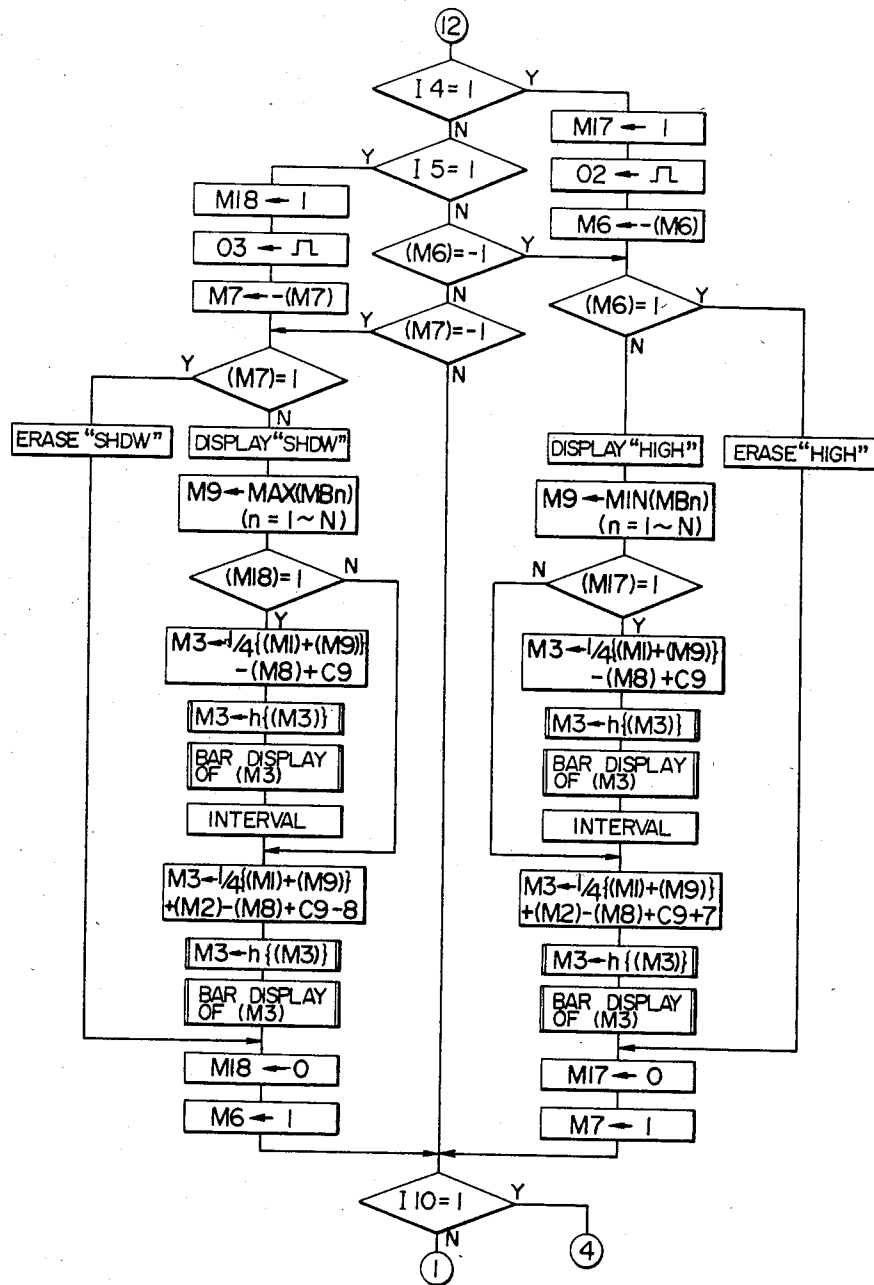 12
I 4 = 1
Y
N
M17 ← 1
O2 ← ⎍
M6 ← -(M6)
I 5 = 1
Y
N
M18 ← 1
O3 ← ⎍
M7 ← -(M7)
(M6)=-1
Y
N
(M7)=-1
Y
N
(M6)=1
Y
N
(M7)=1
Y
N
ERASE "SHDW"
DISPLAY "SHDW"
M9 ← MAX(MBn)
(n = 1 ~ N)
(M18)=1
N
Y
M3 ← 1/4{(M1)+(M9)}
-(M8)+C9
M3 ← h{(M3)}
BAR DISPLAY
OF (M3)
INTERVAL
M3 ← 1/4{(M1)+(M9)}
+(M2)-(M8)+C9-8
M3 ← h{(M3)}
BAR DISPLAY
OF (M3)
M18 ← 0
M6 ← 1
DISPLAY "HIGH"
ERASE "HIGH"
M9 ← MIN(MBn)
(n = 1 ~ N)
(M17)=1
N
Y
M3 ← 1/4{(M1)+(M9)}
-(M8)+C9
M3 ← h{(M3)}
BAR DISPLAY
OF (M3)
INTERVAL
M3 ← 1/4{(M1)+(M9)}
+(M2)-(M8)+C9+7
M3 ← h{(M3)}
BAR DISPLAY
OF (M3)
M17 ← 0
M7 ← 1
I 10 = 1
Y
N
4
1